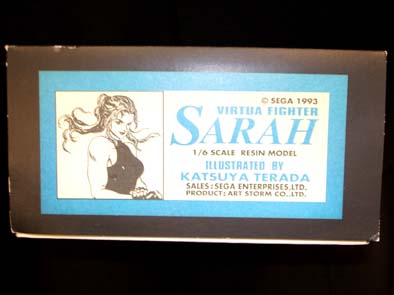 © SEGA 1993
VIRTUA FIGHTER
SARAH
1/6 SCALE RESIN MODEL
ILLUSTRATED BY
KATSUYA TERADA
SALES: SEGA ENTERPRISES,LTD.
PRODUCT; ART STORM CO.,LTD.